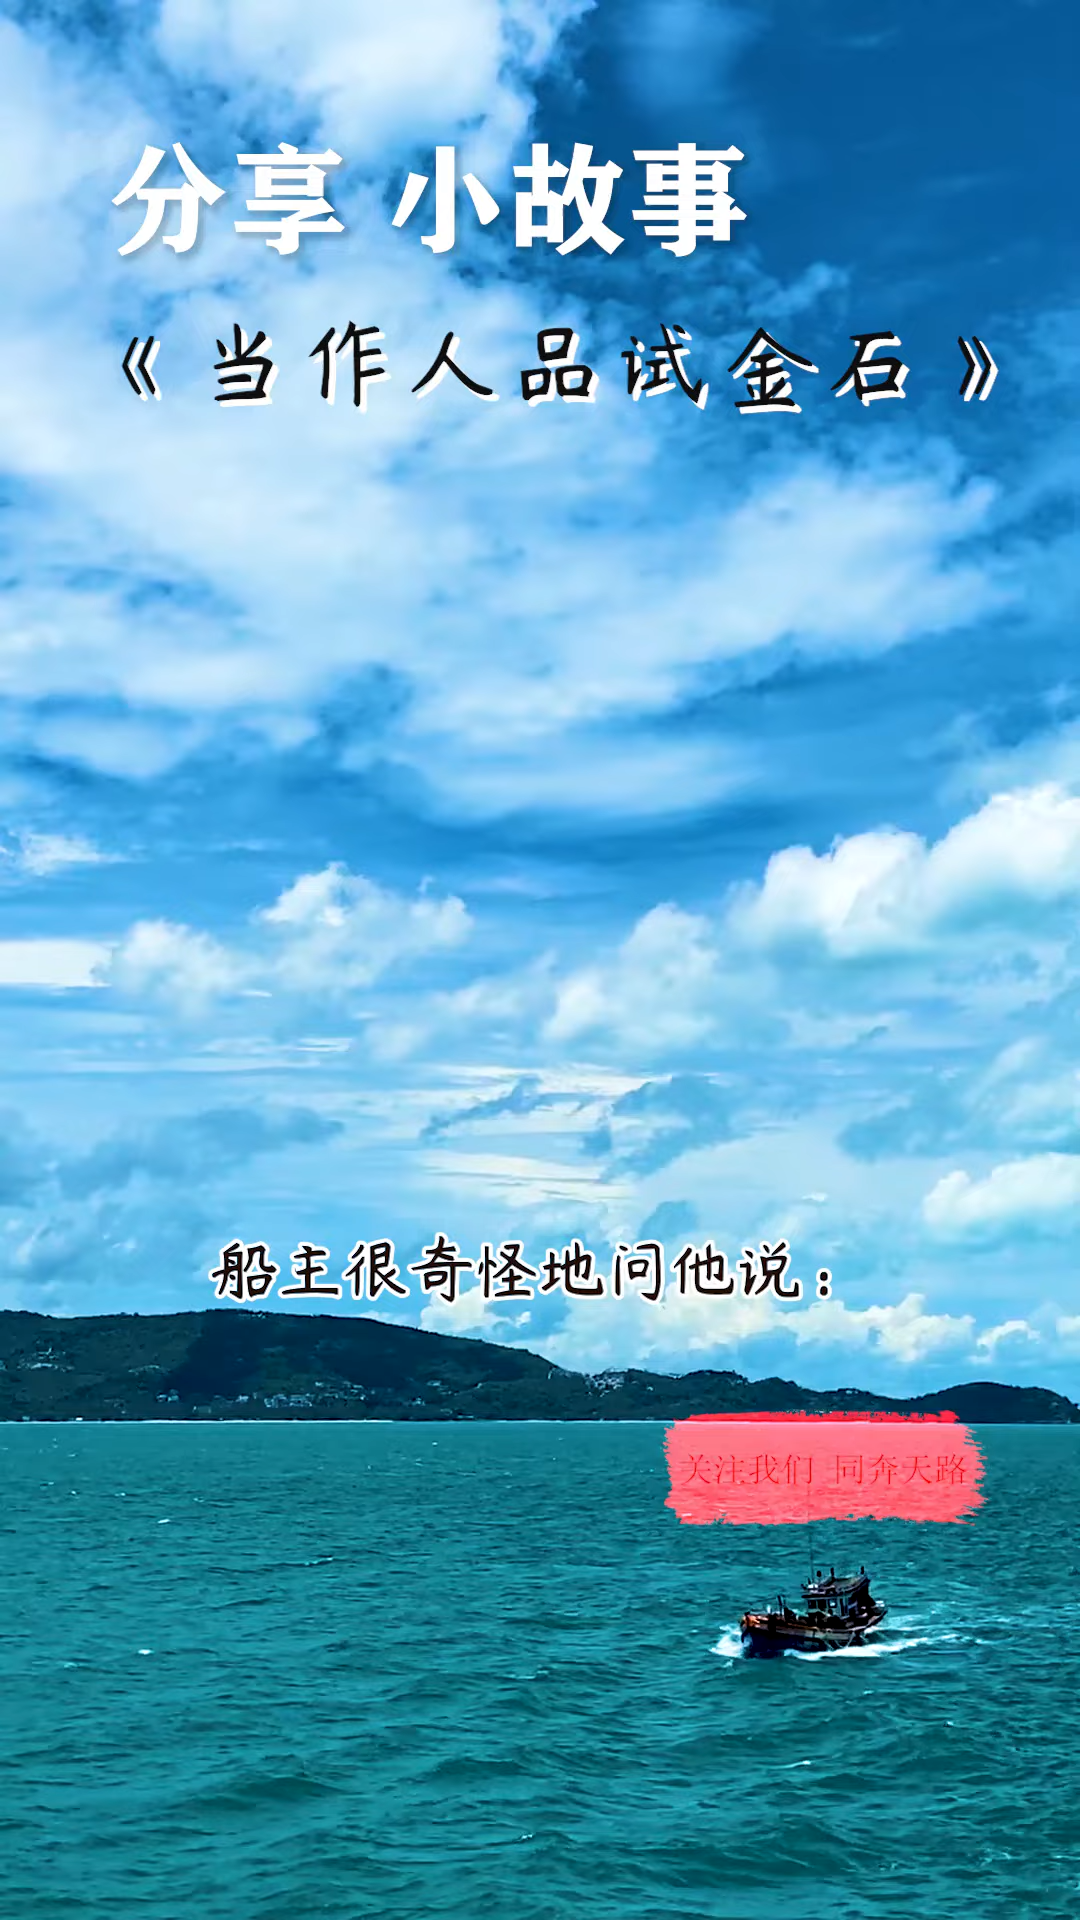 分享 小故事
《当作人品试金石》
船主很奇怪地问他说：
关注我们 同奔天路